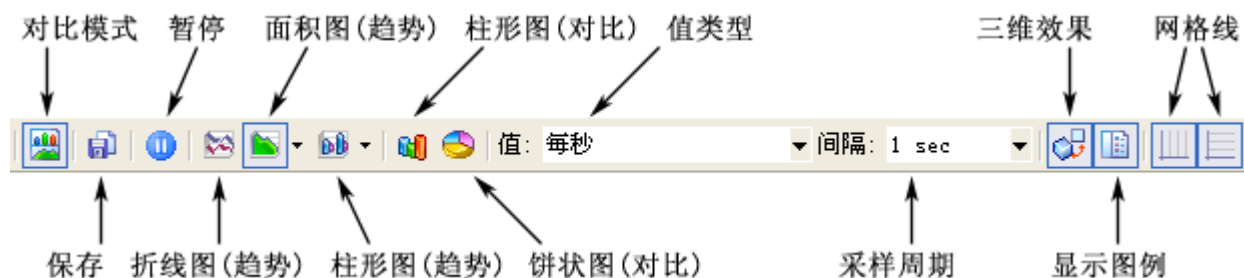 对比模式 暂停 面积图(趋势) 柱形图(对比) 值类型 三维效果 网格线
值: 每秒 间隔: 1 sec
保存 折线图(趋势) 柱形图(趋势) 饼状图(对比) 采样周期 显示图例